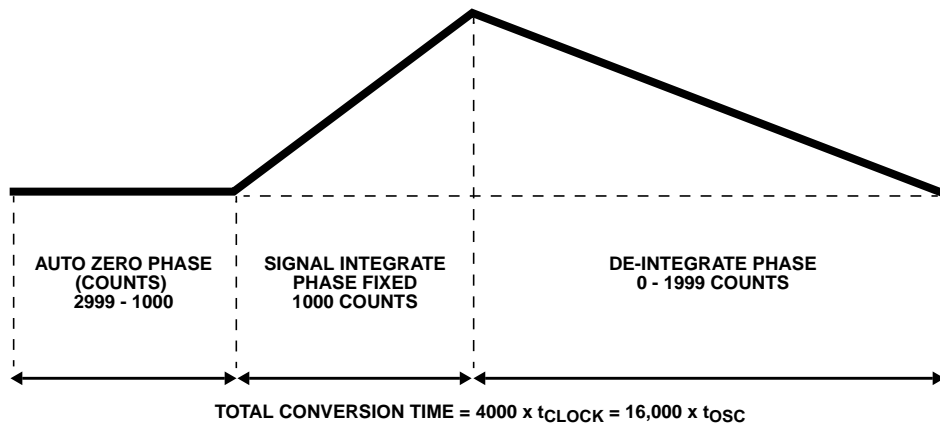 AUTO ZERO PHASE
(COUNTS)
2999 - 1000
SIGNAL INTEGRATE
PHASE FIXED
1000 COUNTS
DE-INTEGRATE PHASE
0 - 1999 COUNTS
TOTAL CONVERSION TIME = 4000 x tCLOCK = 16,000 x tOSC